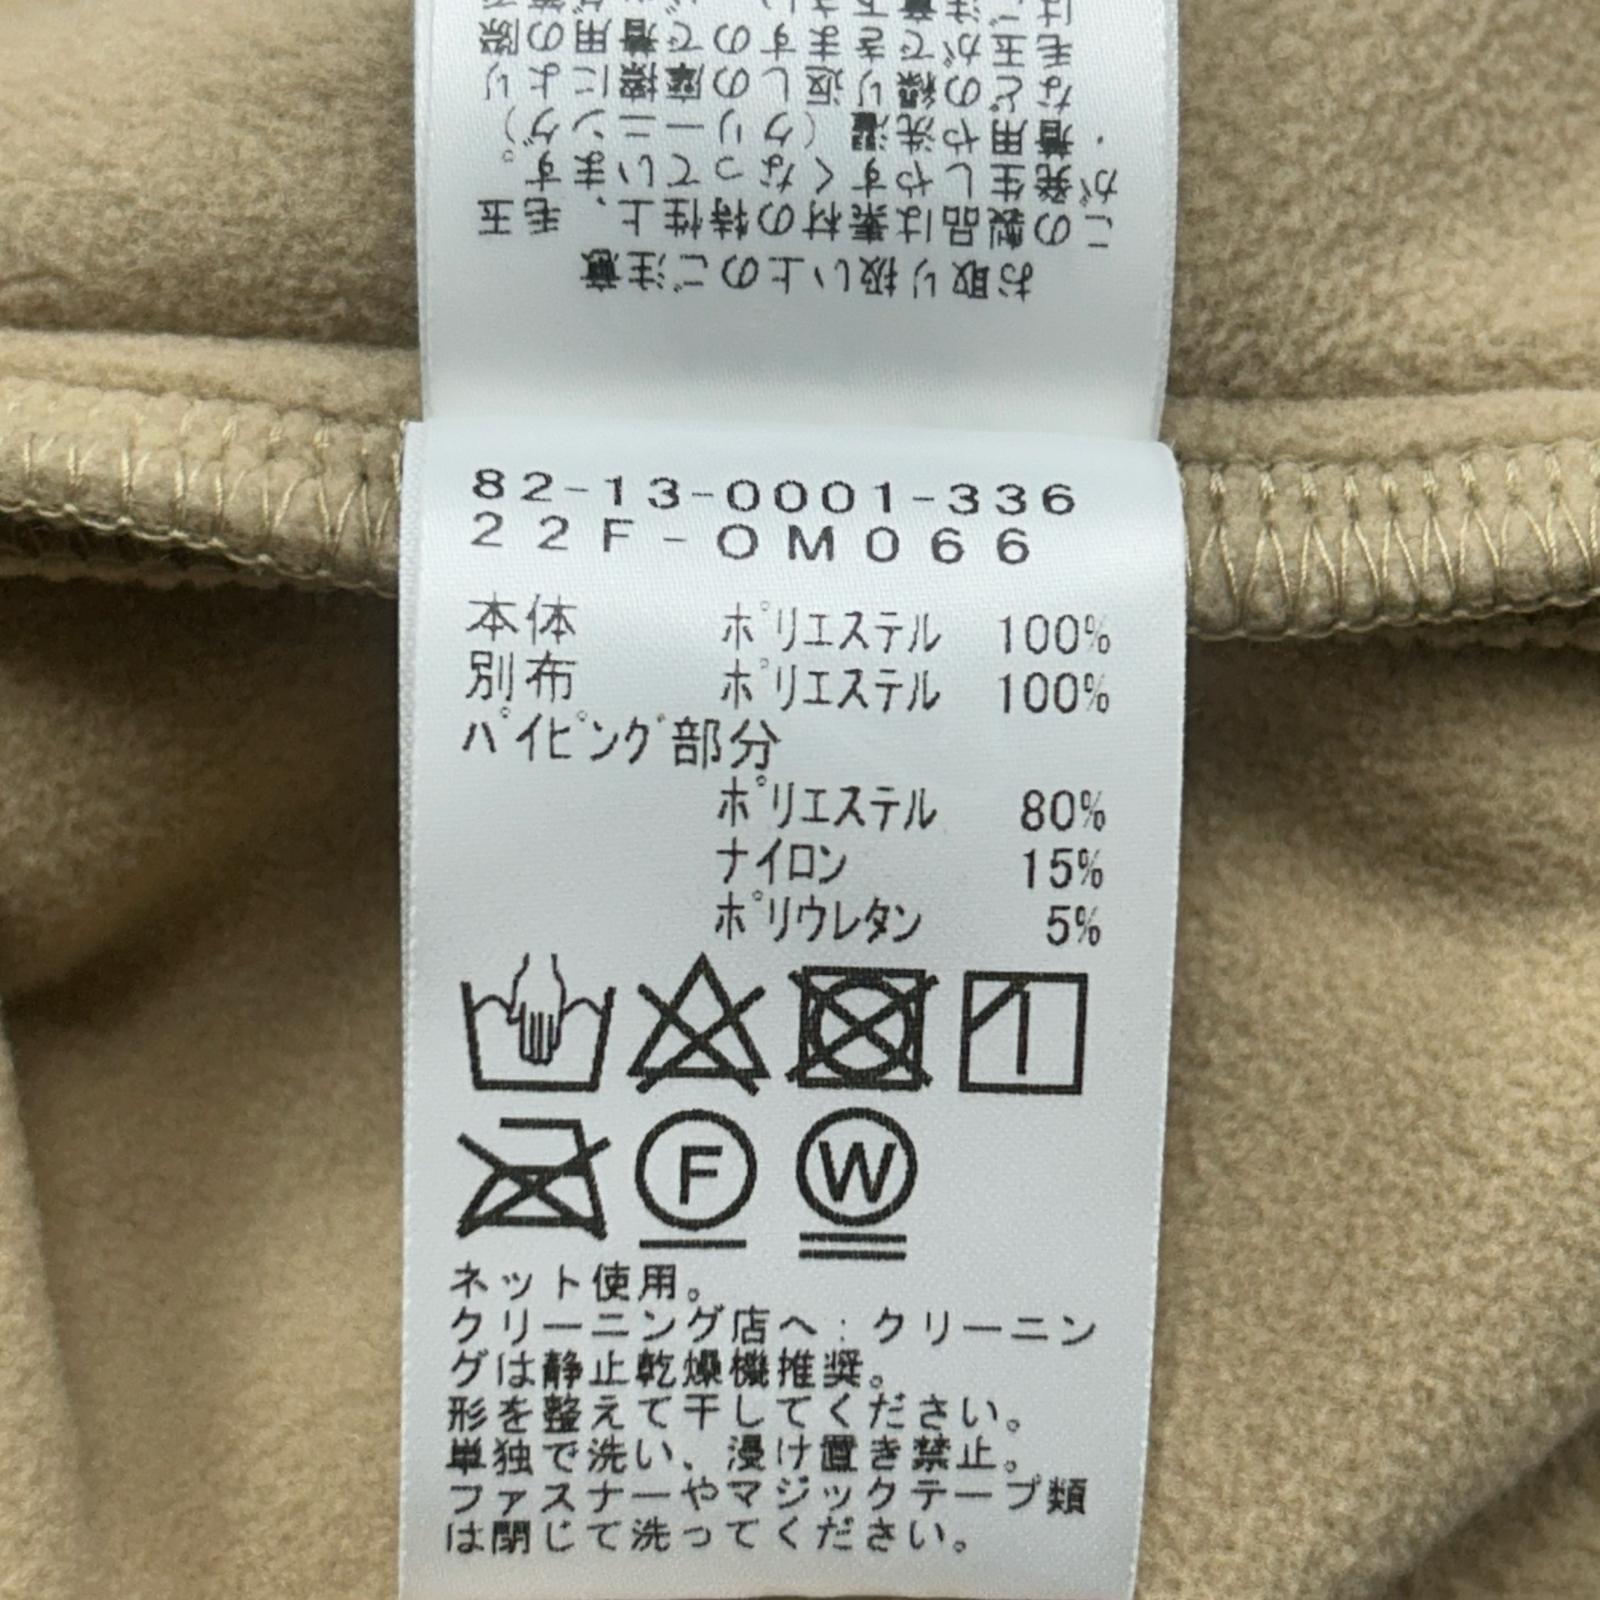 82-13-0001-336
22F-OM066
本体 ポリエステル 100%
別布 ポリエステル 100%
パイピング部分
ポリエステル 80%
ナイロン 15%
ポリウレタン 5%
F
W
ネット使用。
クリーニング店へ:クリーニン
グは静止乾燥機推奨。
形を整えて干してください。
単独で洗い、浸け置き禁止。
ファスナーやマジックテープ類
は閉じて洗ってください。
お取り扱い上のご注意
この製品は素材の特性上、毛玉
が発生しやすくなっています。
・着用や洗濯(クリーニング)
などの繰り返しの摩擦により
毛玉ができますので着用の際